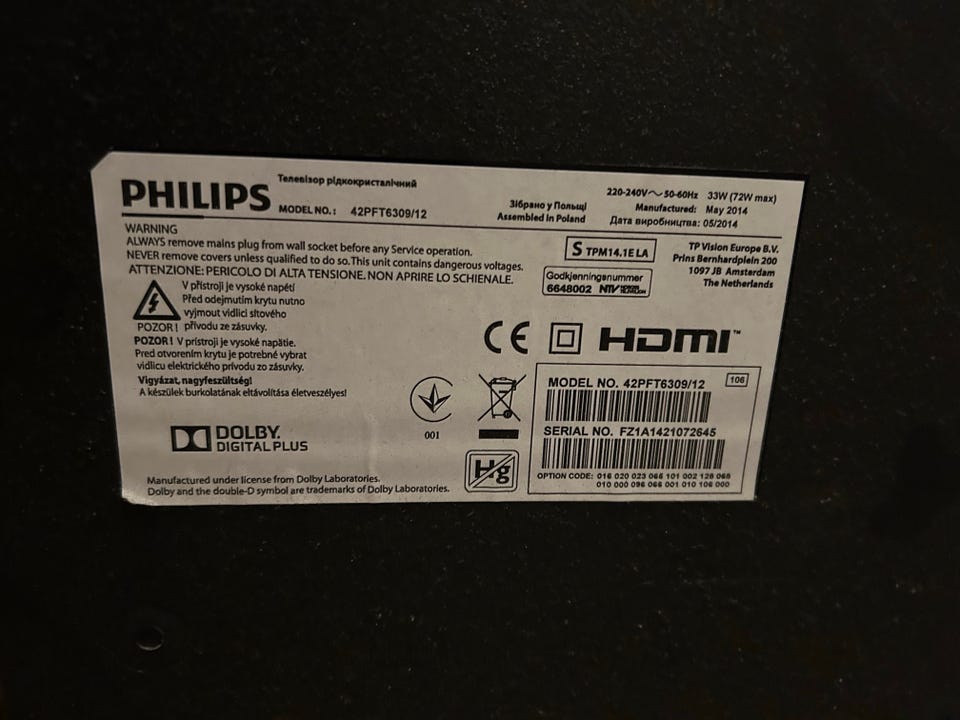 PHILIPS
Телевізор рідкокристалічний
MODEL NO.: 42PFT6309/12
Зібрано у Польщі
Assembled in Poland
220-240V～50-60Hz 33W (72W max)
Manufactured: May 2014
Дата виробництва: 05/2014
WARNING
ALWAYS remove mains plug from wall socket before any Service operation.
NEVER remove covers unless qualified to do so. This unit contains dangerous voltages.
ATTENZIONE: PERICOLO DI ALTA TENSIONE. NON APRIRE LO SCHIENALE.
V přístroji je vysoké napětí
Před odejmutím krytu nutno
vyjmout vidlici síťového
POZOR ! přívodu ze zásuvky.
POZOR ! V prístroji je vysoké napätie.
Pred otvorením krytu je potrebné vybrat
vidlicu elektrického prívodu zo zásuvky.
Vigyázat, nagyfeszültség!
A készülek burkolatának eltávolítása életveszélyes!
S TPM14.1E LA
Godkjenningsnummer
6648002 NTV
TP Vision Europe B.V.
Prins Bernhardplein 200
1097 JB Amsterdam
The Netherlands
CE HDMI™
001
Hg
MODEL NO. 42PFT6309/12
106
SERIAL NO. FZ1A1421072645
OPTION CODE: 016 020 023 066 101 002 128 068
010 000 096 066 001 010 106 000
DOLBY.
DIGITAL PLUS
Manufactured under license from Dolby Laboratories.
Dolby and the double-D symbol are trademarks of Dolby Laboratories.